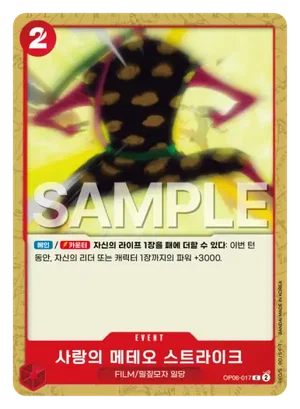 2
SAMPLE
메인 / 카운터 자신의 라이프 1장을 패에 더할 수 있다: 이번 턴
동안, 자신의 리더 또는 캐릭터 1장까지의 파워 +3000.
EVENT
사랑의 메테오 스트라이크
FILM/밀짚모자 일당
OP06-017 R 2